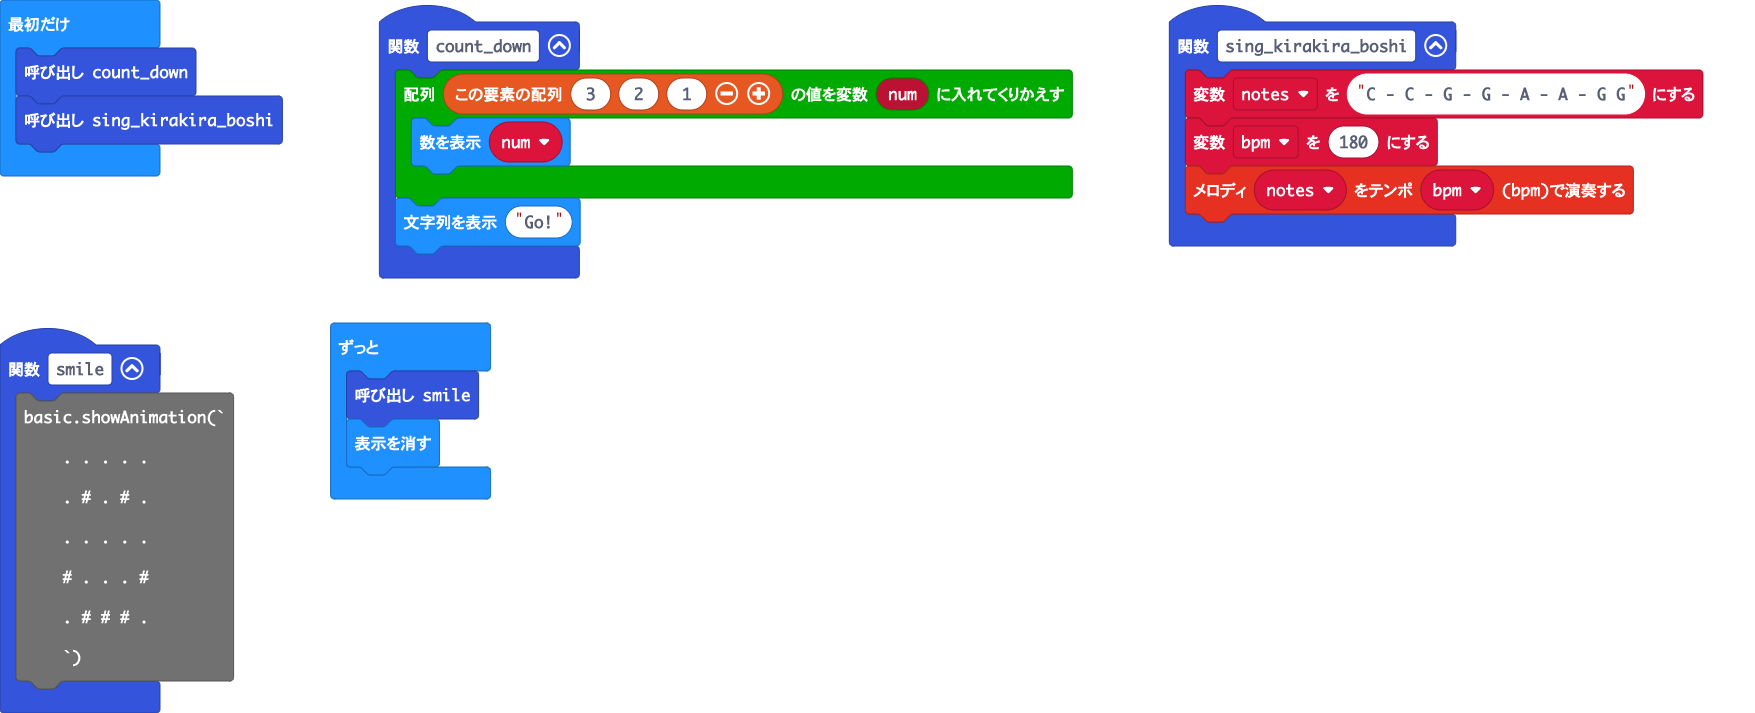 最初だけ
呼び出し count_down
呼び出し sing_kirakira_boshi
関数 count_down
配列 この要素の配列 3 2 1 の値を変数 num に入れてくりかえす
数を表示 num
文字列を表示 "Go!"
関数 sing_kirakira_boshi
変数 notes を "C - C - G - G - A - A - G G" にする
変数 bpm を 180 にする
メロディ notes をテンポ bpm (bpm)で演奏する
関数 smile
basic.showAnimation(`
. . . . .
. # . # .
. . . . .
# . . . #
. # # # .
`)
ずっと
呼び出し smile
表示を消す